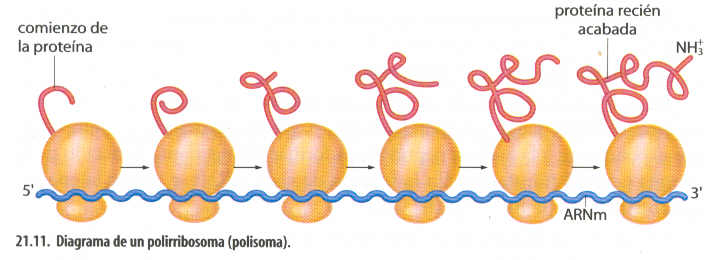 comienzo de
la proteína
proteína recién
acabada
NH₃⁺
5'
3'
ARNm
21.11. Diagrama de un polirribosoma (polisoma).